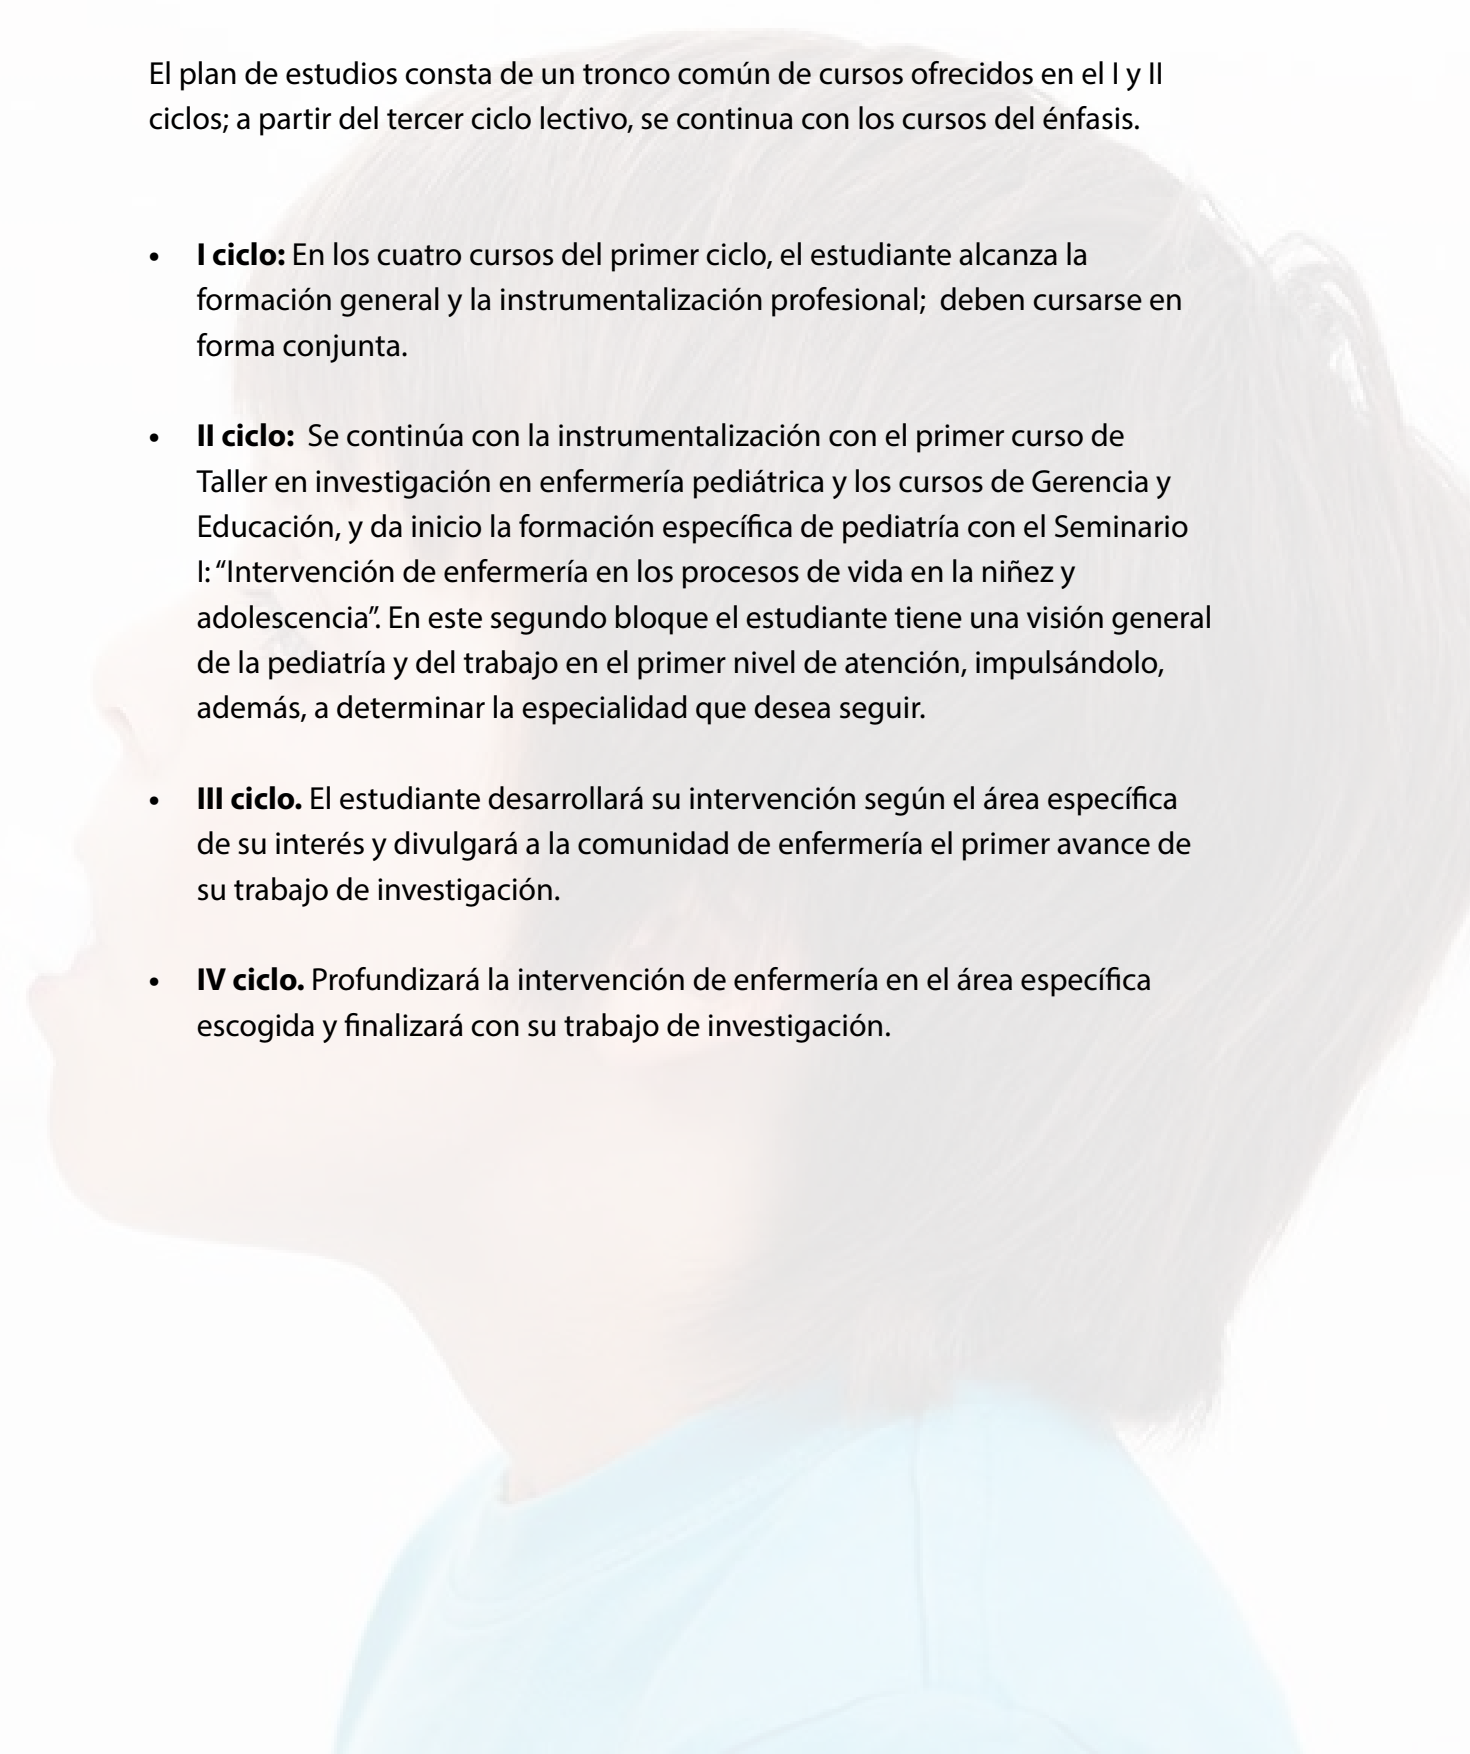 El plan de estudios consta de un tronco común de cursos ofrecidos en el I y II
ciclos; a partir del tercer ciclo lectivo, se continua con los cursos del énfasis.
• I ciclo: En los cuatro cursos del primer ciclo, el estudiante alcanza la
formación general y la instrumentalización profesional;  deben cursarse en
forma conjunta.
• II ciclo:  Se continúa con la instrumentalización con el primer curso de
Taller en investigación en enfermería pediátrica y los cursos de Gerencia y
Educación, y da inicio la formación específica de pediatría con el Seminario
I: “Intervención de enfermería en los procesos de vida en la niñez y
adolescencia”. En este segundo bloque el estudiante tiene una visión general
de la pediatría y del trabajo en el primer nivel de atención, impulsándolo,
además, a determinar la especialidad que desea seguir.
• III ciclo. El estudiante desarrollará su intervención según el área específica
de su interés y divulgará a la comunidad de enfermería el primer avance de
su trabajo de investigación.
• IV ciclo. Profundizará la intervención de enfermería en el área específica
escogida y finalizará con su trabajo de investigación.